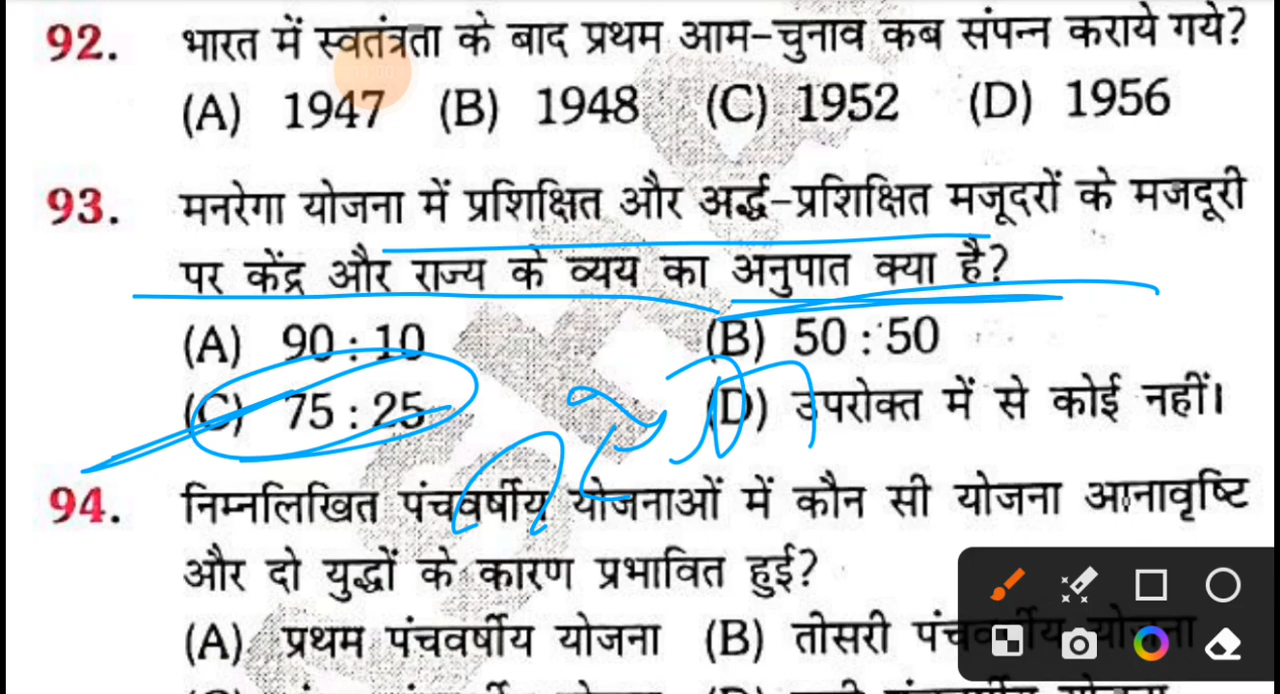 92. भारत में स्वतंत्रता के बाद प्रथम आम-चुनाव कब संपन्न कराये गये?
(A) 1947 (B) 1948 (C) 1952 (D) 1956
93. मनरेगा योजना में प्रशिक्षित और अर्द्ध-प्रशिक्षित मजूदरों के मजदूरी
पर केंद्र और राज्य के व्यय का अनुपात क्या है?
(A) 90 : 10 (B) 50 : 50
(C) 75 : 25 (D) उपरोक्त में से कोई नहीं।
94. निम्नलिखित पंचवर्षीय योजनाओं में कौन सी योजना आनावृष्टि
और दो युद्धों के कारण प्रभावित हुई?
(A) प्रथम पंचवर्षीय योजना (B) तीसरी पंचवर्षीय योजना